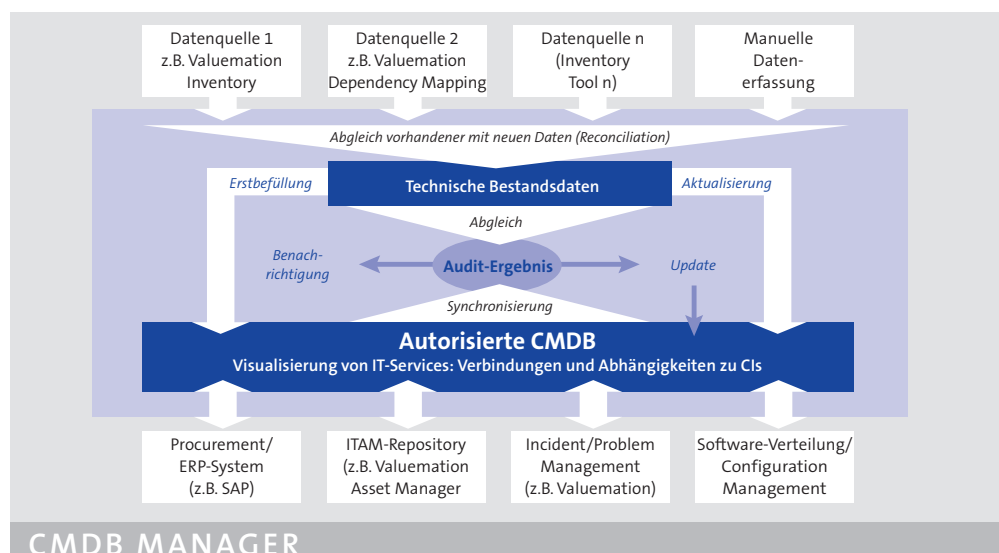 Datenquelle 1
z.B. Valuemation
Inventory
Datenquelle 2
z.B. Valuemation
Dependency Mapping
Datenquelle n
(Inventory
Tool n)
Manuelle
Daten-
erfassung
Abgleich vorhandener mit neuen Daten (Reconciliation)
Erstbefüllung
Technische Bestandsdaten
Aktualisierung
Abgleich
Benach-
richtigung
Audit-Ergebnis
Update
Synchronisierung
Autorisierte CMDB
Visualisierung von IT-Services: Verbindungen und Abhängigkeiten zu CIs
Procurement/
ERP-System
(z.B. SAP)
ITAM-Repository
(z.B. Valuemation
Asset Manager
Incident/Problem
Management
(z.B. Valuemation)
Software-Verteilung/
Configuration
Management
CMDB MANAGER